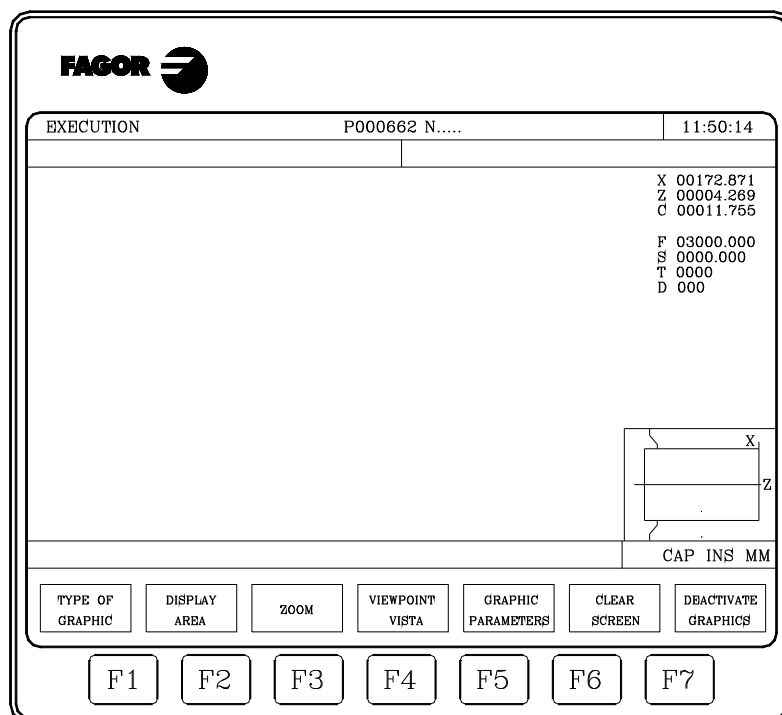 FAGOR
EXECUTION P000662 N..... 11:50:14
X 00172.871
Z 00004.269
C 00011.755
F 03000.000
S 0000.000
T 0000
D 000
X
Z
CAP INS MM
TYPE OF GRAPHIC
DISPLAY AREA
ZOOM
VIEWPOINT VISTA
GRAPHIC PARAMETERS
CLEAR SCREEN
DEACTIVATE GRAPHICS
F1 F2 F3 F4 F5 F6 F7